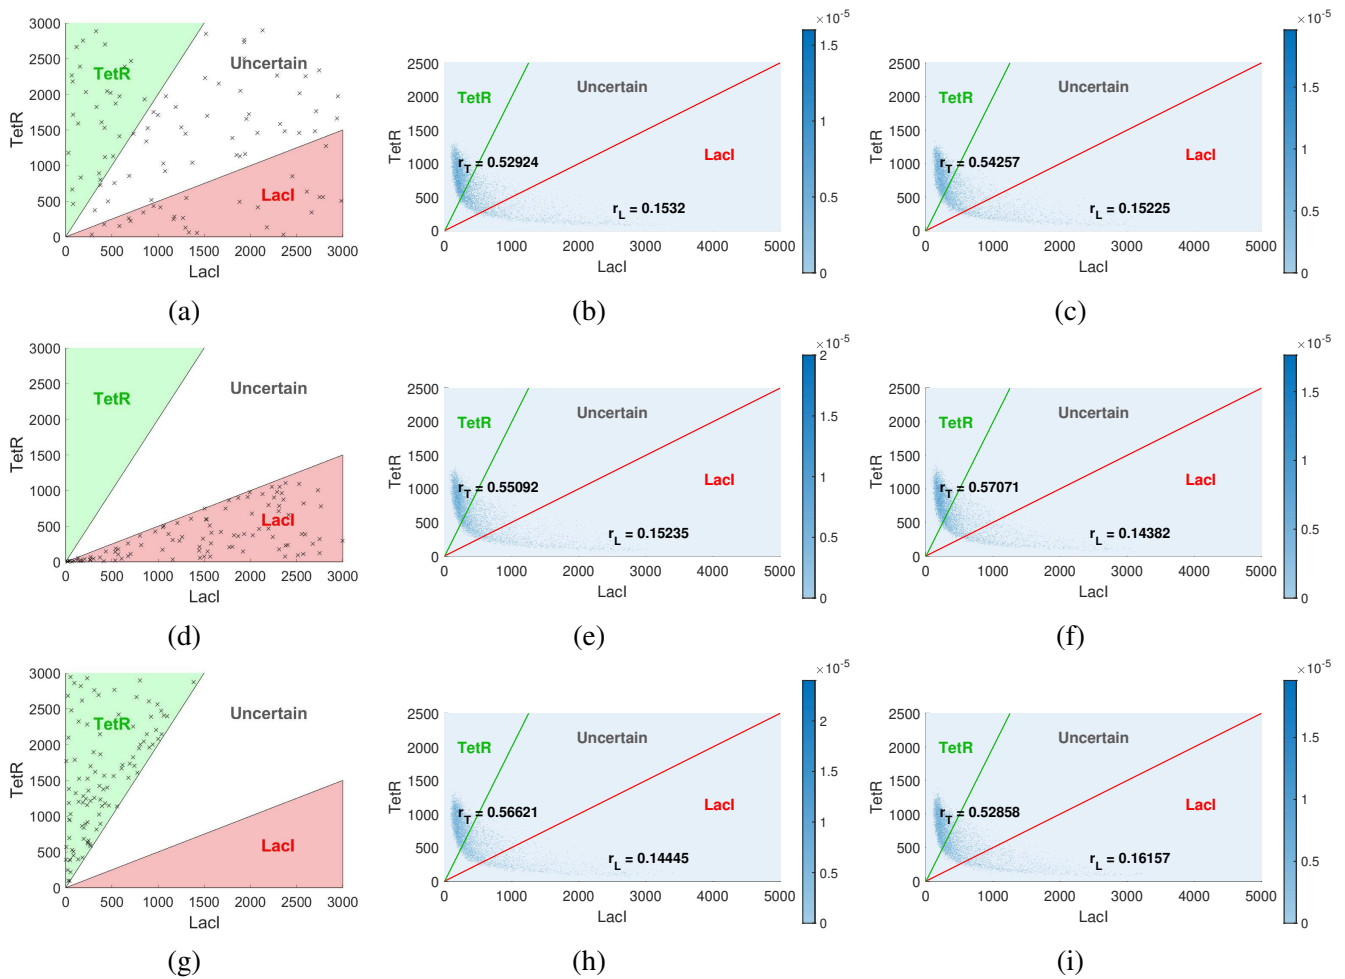 3000
2500
2000
1500
1000
500
0
TetR
TetR
Uncertain
LacI
0 500 1000 1500 2000 2500 3000
LacI
(a)
×10^-5
1.5
1
0.5
0
2500
2000
1500
1000
500
0
TetR
TetR
Uncertain
LacI
r_T = 0.52924
r_L = 0.1532
0 1000 2000 3000 4000 5000
LacI
(b)
×10^-5
1.5
1
0.5
0
2500
2000
1500
1000
500
0
TetR
TetR
Uncertain
LacI
r_T = 0.54257
r_L = 0.15225
0 1000 2000 3000 4000 5000
LacI
(c)
3000
2500
2000
1500
1000
500
0
TetR
TetR
Uncertain
LacI
0 500 1000 1500 2000 2500 3000
LacI
(d)
×10^-5
2
1.5
1
0.5
0
2500
2000
1500
1000
500
0
TetR
TetR
Uncertain
LacI
r_T = 0.55092
r_L = 0.15235
0 1000 2000 3000 4000 5000
LacI
(e)
×10^-5
1.5
1
0.5
0
2500
2000
1500
1000
500
0
TetR
TetR
Uncertain
LacI
r_T = 0.57071
r_L = 0.14382
0 1000 2000 3000 4000 5000
LacI
(f)
3000
2500
2000
1500
1000
500
0
TetR
TetR
Uncertain
LacI
0 500 1000 1500 2000 2500 3000
LacI
(g)
×10^-5
2
1.5
1
0.5
0
2500
2000
1500
1000
500
0
TetR
TetR
Uncertain
LacI
r_T = 0.56621
r_L = 0.14445
0 1000 2000 3000 4000 5000
LacI
(h)
×10^-5
1.5
1
0.5
0
2500
2000
1500
1000
500
0
TetR
TetR
Uncertain
LacI
r_T = 0.52858
r_L = 0.16157
0 1000 2000 3000 4000 5000
LacI
(i)